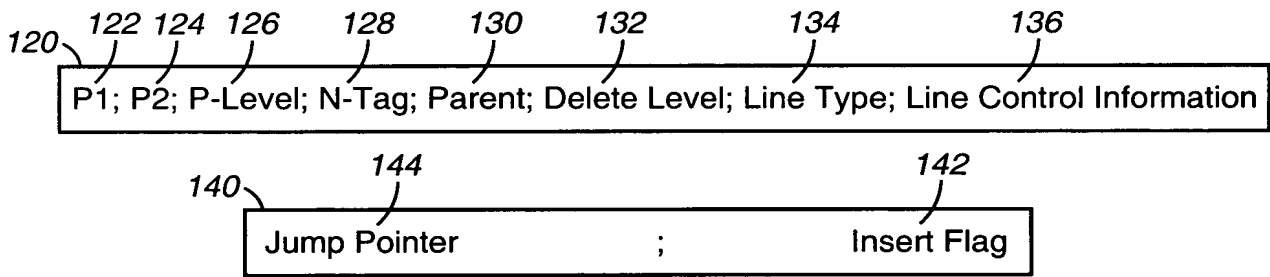 122 124 126 128 130 132 134 136
120
P1; P2; P-Level; N-Tag; Parent; Delete Level; Line Type; Line Control Information
144 142
140
Jump Pointer ; Insert Flag